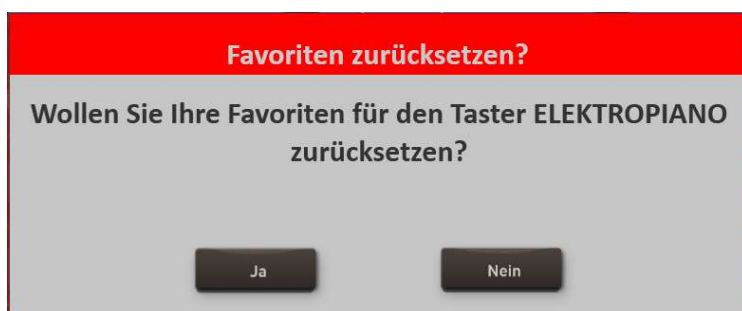 Favoriten zurücksetzen?
Wollen Sie Ihre Favoriten für den Taster ELEKTROPIANO
zurücksetzen?
Ja
Nein